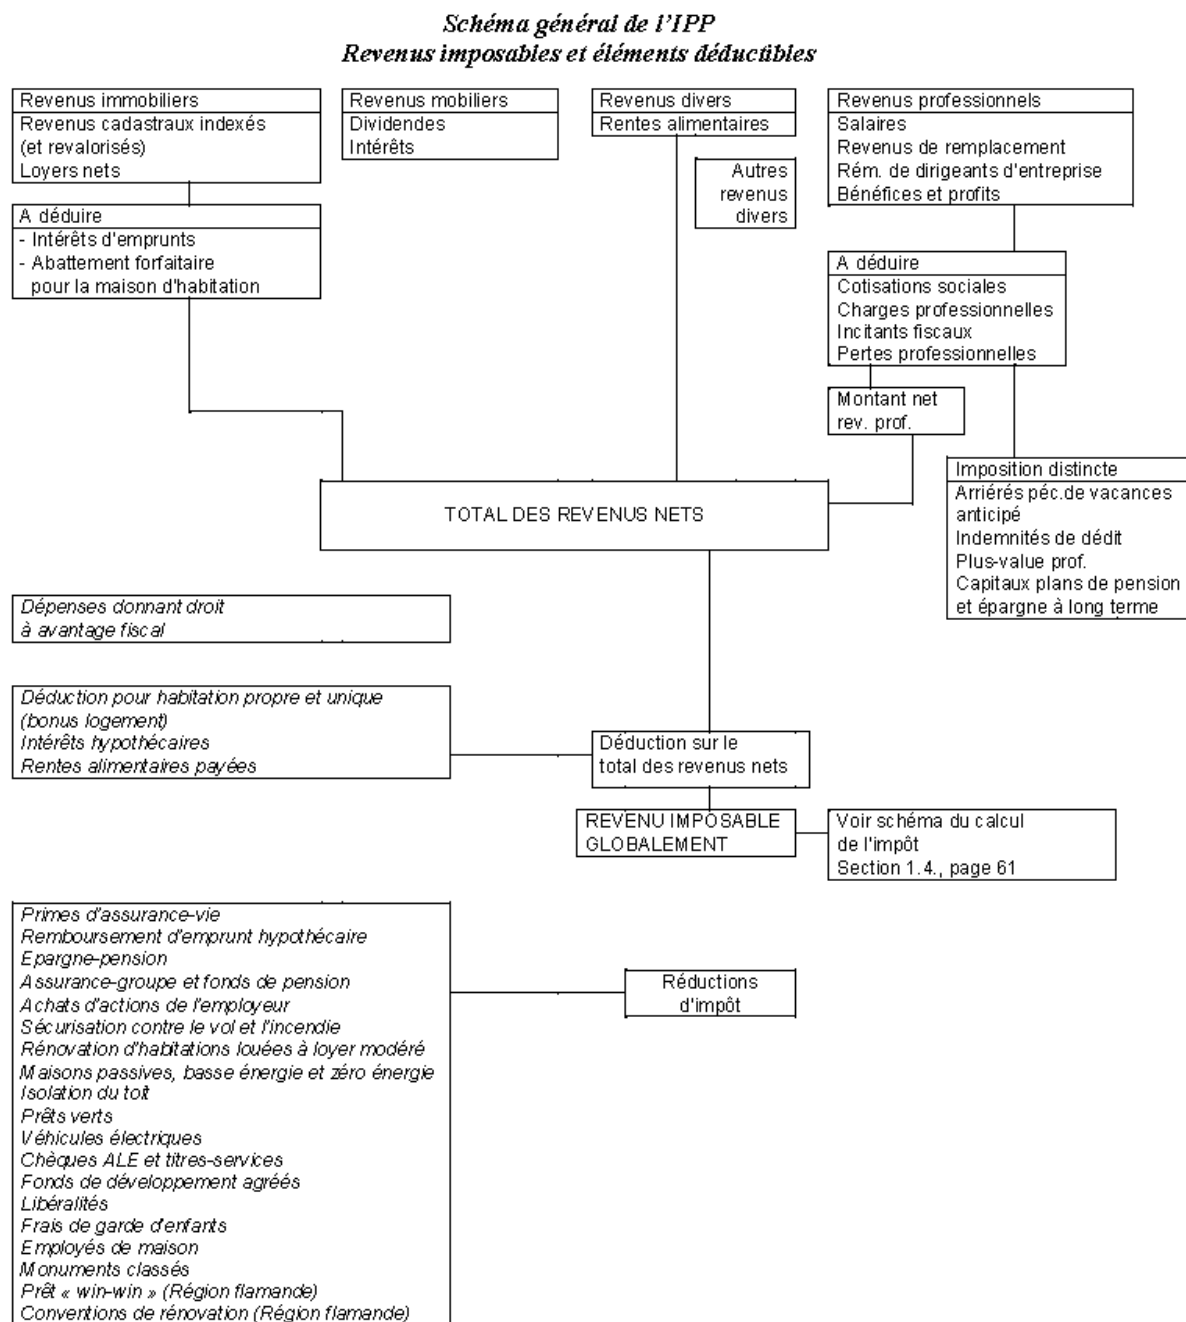 Schéma général de l'IPP
Revenus imposables et éléments déductibles
Revenus immobiliers
Revenus cadastraux indexés
(et revalorisés)
Loyers nets
Revenus mobiliers
Dividendes
Intérêts
Revenus divers
Rentes alimentaires
Autres
revenus
divers
Revenus professionnels
Salaires
Revenus de remplacement
Rém. de dirigeants d'entreprise
Bénéfices et profits
A déduire
- Intérêts d'emprunts
- Abattement forfaitaire
pour la maison d'habitation
A déduire
Cotisations sociales
Charges professionnelles
Incitants fiscaux
Pertes professionnelles
Montant net
rev. prof.
Imposition distincte
Arriérés péc.de vacances
anticipé
Indemnités de dédit
Plus-value prof.
Capitaux plans de pension
et épargne à long terme
TOTAL DES REVENUS NETS
Dépenses donnant droit
à avantage fiscal
Déduction pour habitation propre et unique
(bonus logement)
Intérêts hypothécaires
Rentes alimentaires payées
Déduction sur le
total des revenus nets
REVENU IMPOSABLE
GLOBALEMENT
Voir schéma du calcul
de l'impôt
Section 1.4., page 61
Primes d'assurance-vie
Remboursement d'emprunt hypothécaire
Epargne-pension
Assurance-groupe et fonds de pension
Achats d'actions de l'employeur
Sécurisation contre le vol et l'incendie
Rénovation d'habitations louées à loyer modéré
Maisons passives, basse énergie et zéro énergie
Isolation du toit
Prêts verts
Véhicules électriques
Chèques ALE et titres-services
Fonds de développement agréés
Libéralités
Frais de garde d'enfants
Employés de maison
Monuments classés
Prêt « win-win » (Région flamande)
Conventions de rénovation (Région flamande)
Réductions
d'impôt